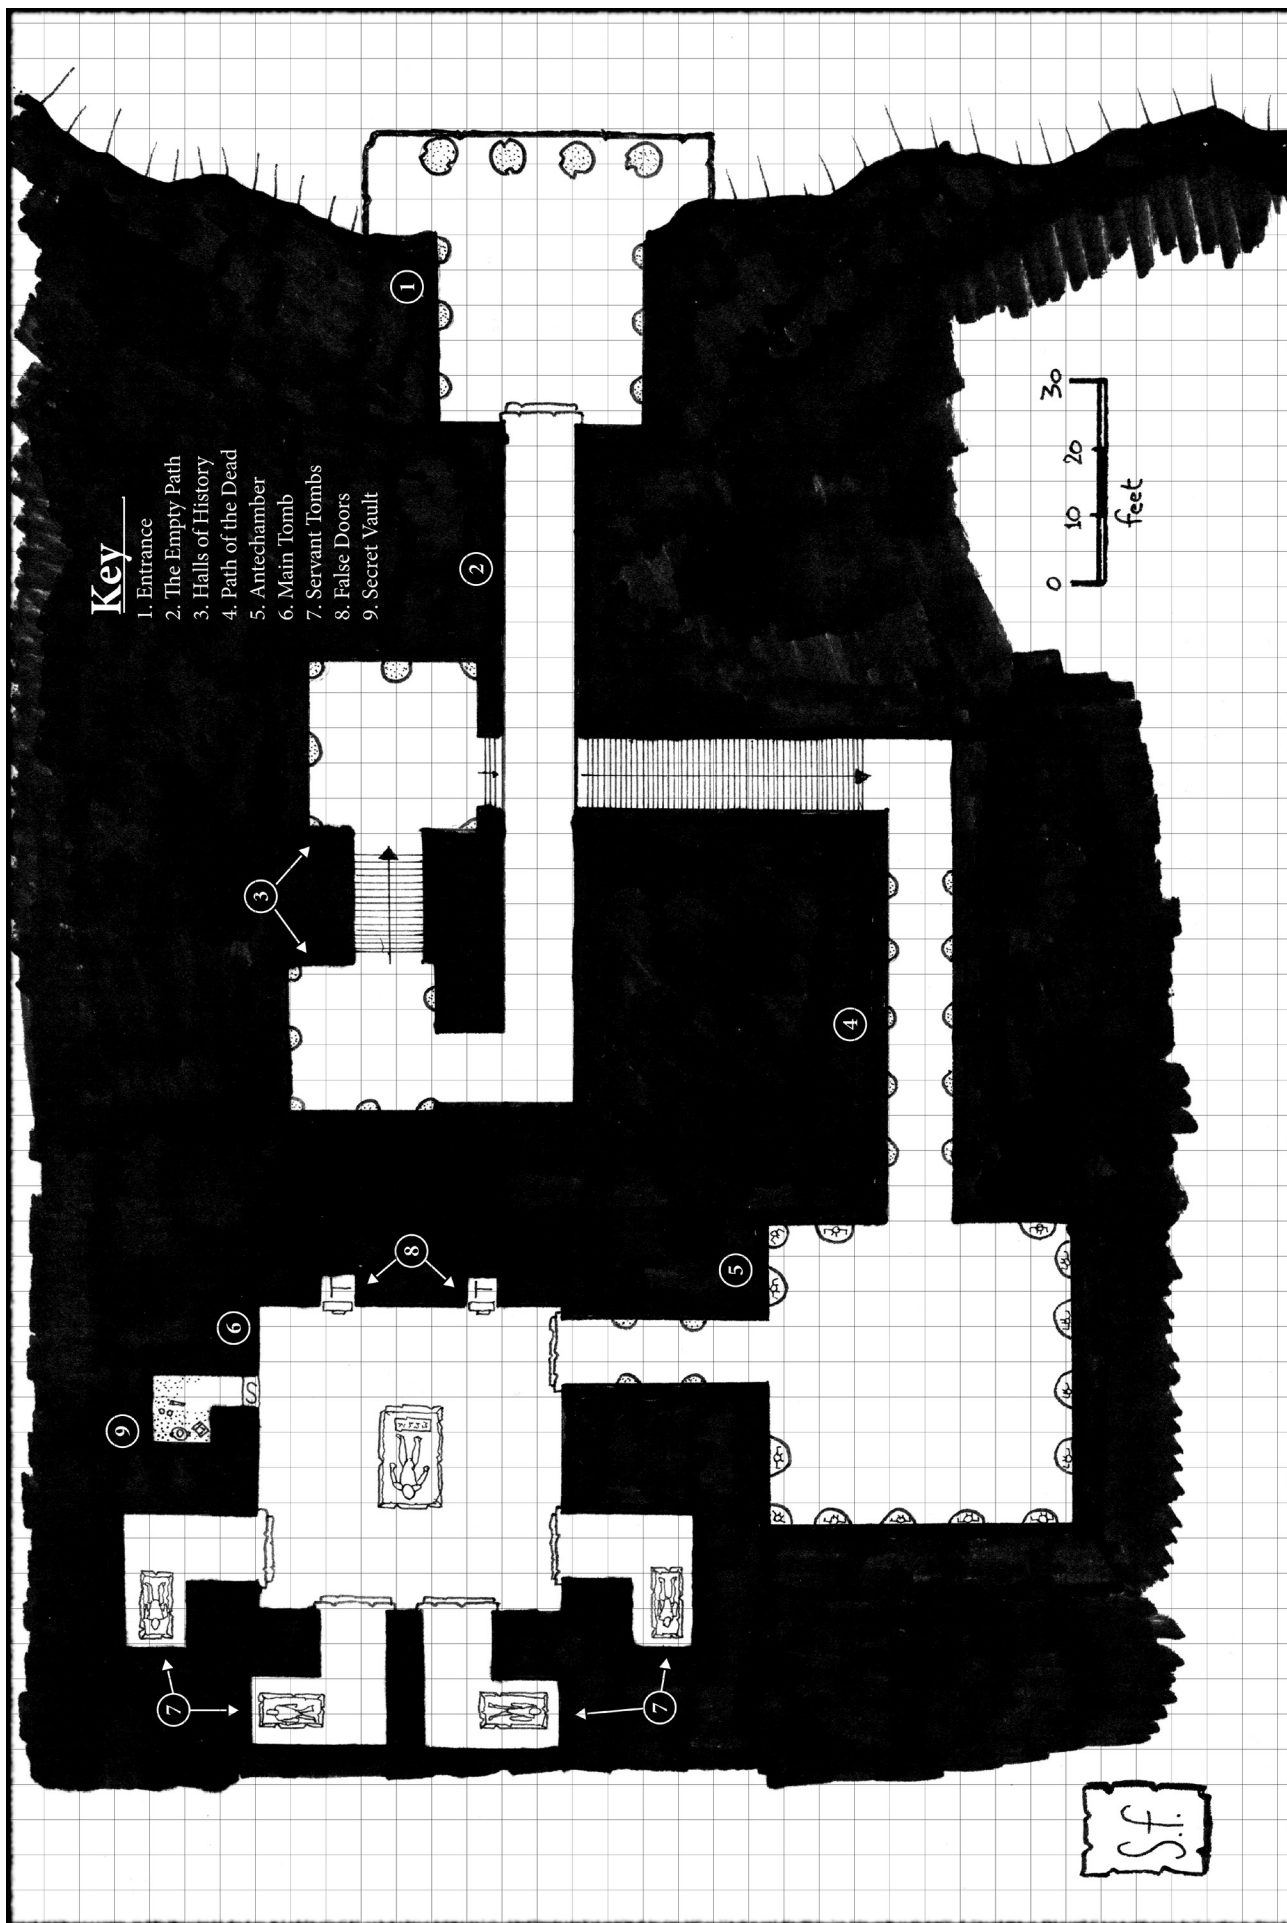 Key
1. Entrance
2. The Empty Path
3. Halls of History
4. Path of the Dead
5. Antechamber
6. Main Tomb
7. Servant Tombs
8. False Doors
9. Secret Vault
1
2
3
4
5
6
7
7
8
9
S
T
T
0 10 20 30
feet
S.f.